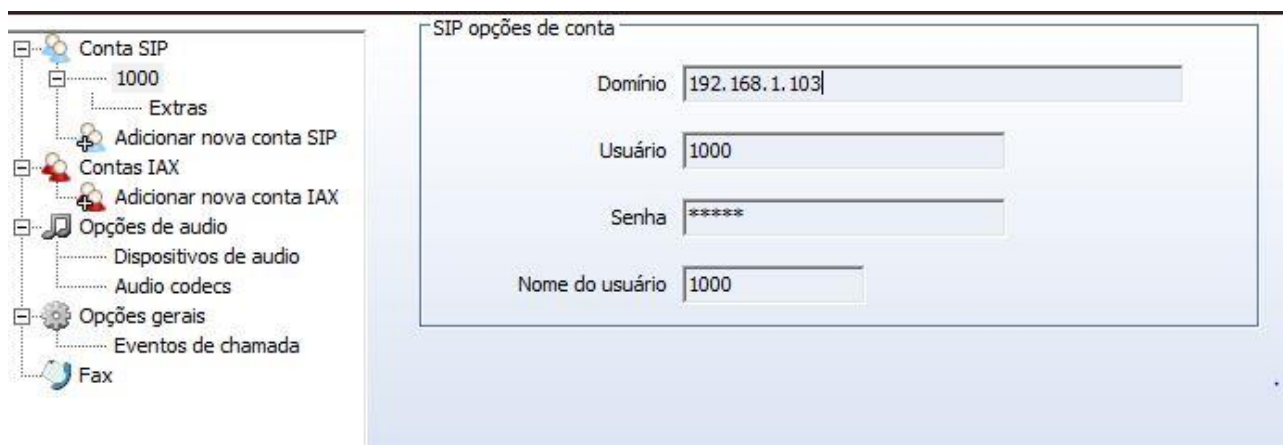 Conta SIP
1000
Extras
Adicionar nova conta SIP
Contas IAX
Adicionar nova conta IAX
Opções de audio
Dispositivos de audio
Audio codecs
Opções gerais
Eventos de chamada
Fax
SIP opções de conta
Domínio 192.168.1.103
Usuário 1000
Senha *****
Nome do usuário 1000